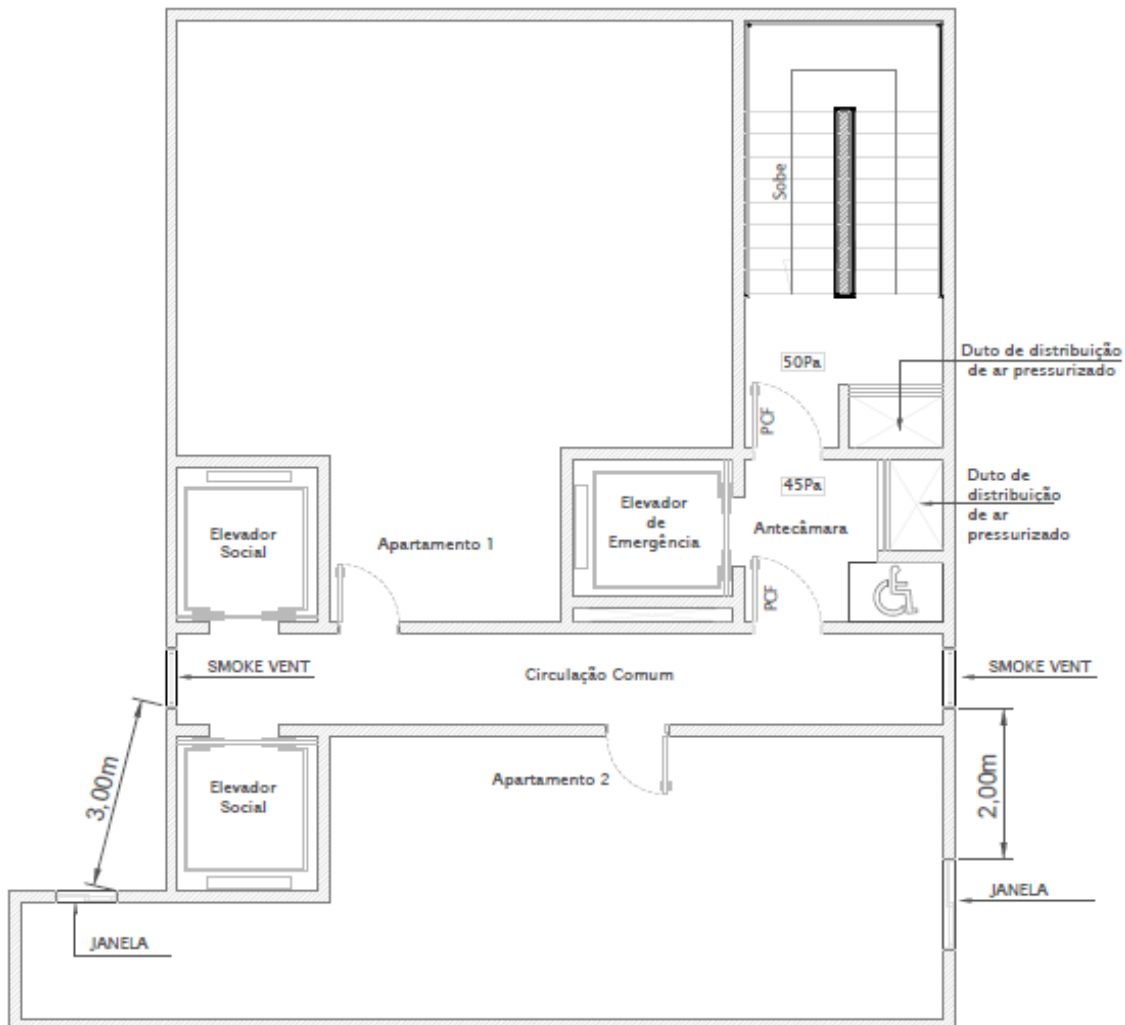 Sobe
50Pa
Duto de distribuição
de ar pressurizado
PCF
45Pa
Antecâmara
Duto de
distribuição
de ar
pressurizado
Elevador
de
Emergência
Elevador
Social
Apartamento 1
PCF
SMOKE VENT
Circulação Comum
SMOKE VENT
3,00m
Elevador
Social
Apartamento 2
2,00m
JANELA
JANELA